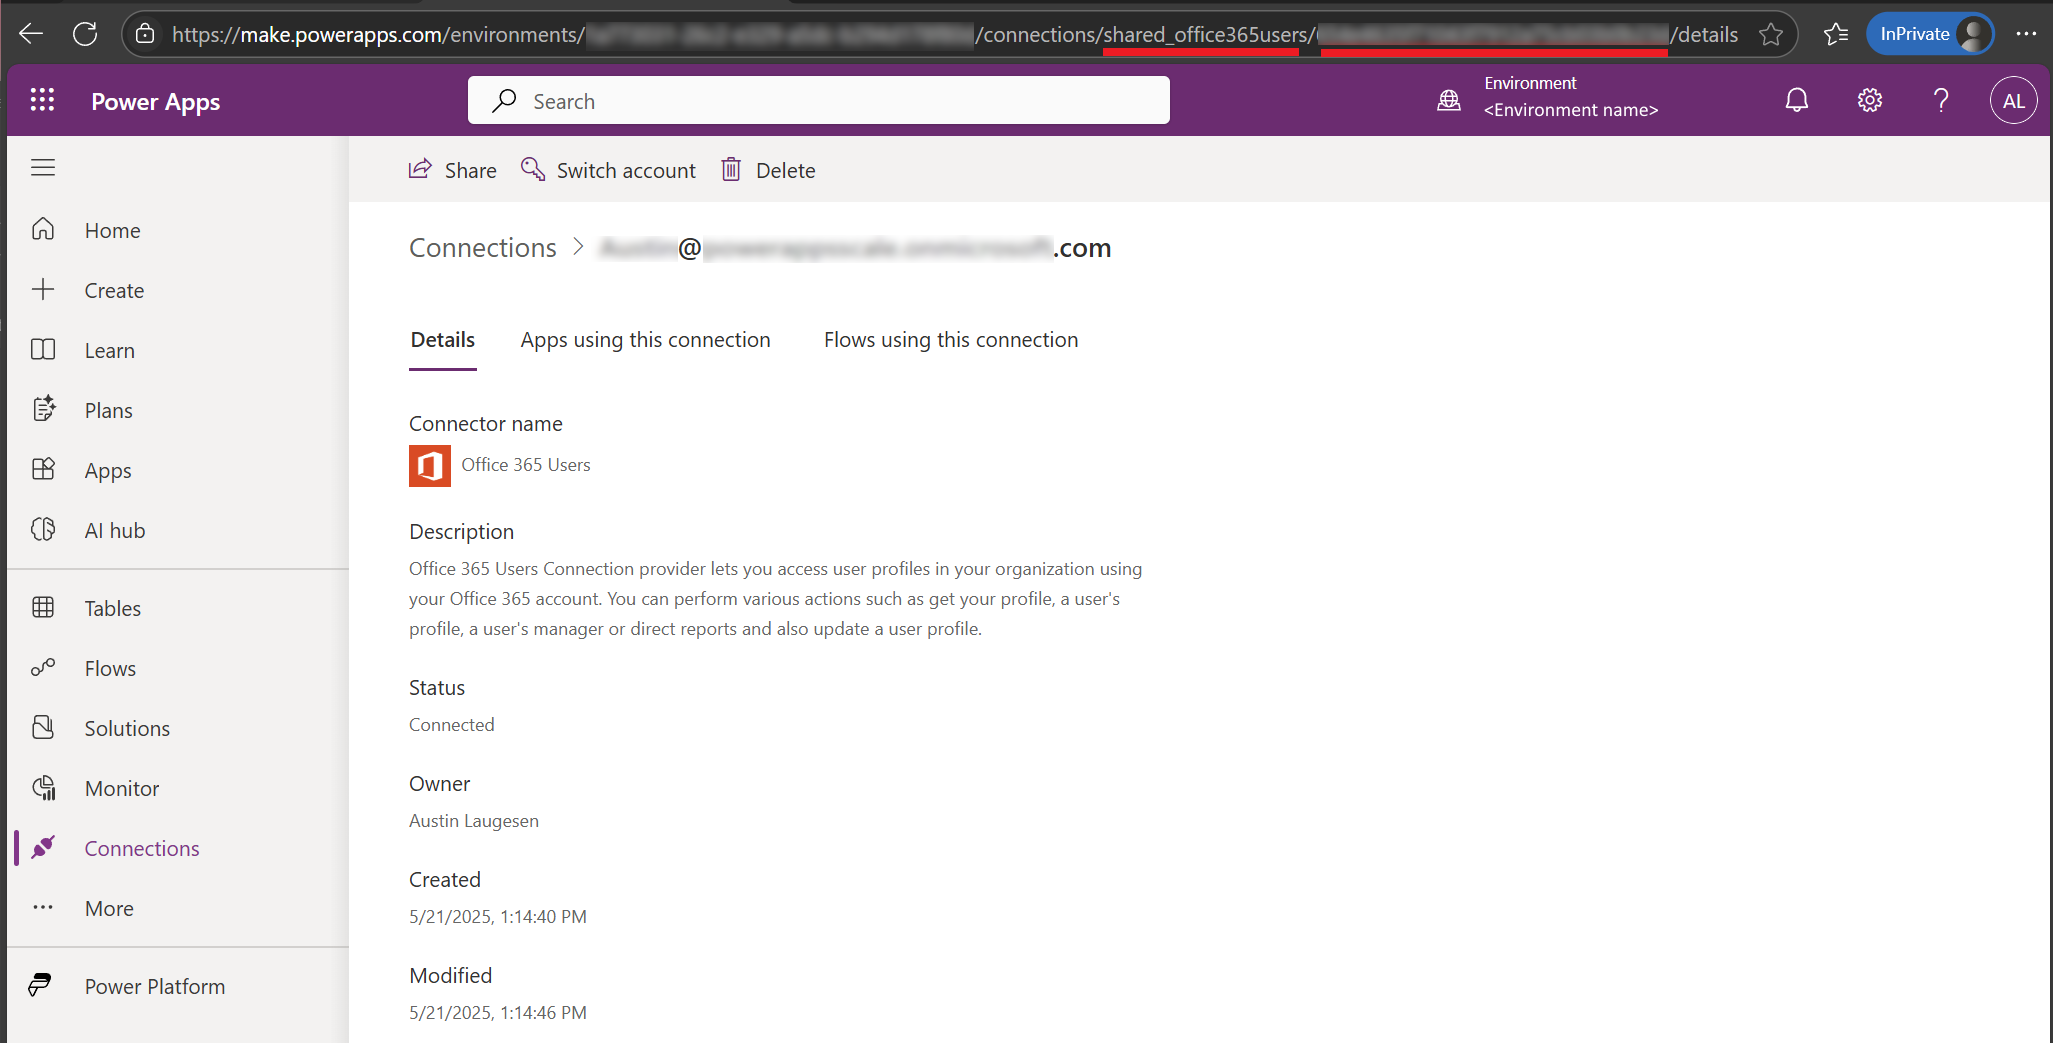 https://make.powerapps.com/environments/ /connections/shared_office365users/ /details
InPrivate
Power Apps
Search
Environment
<Environment name>
AL
Share
Switch account
Delete
Home
Create
Learn
Plans
Apps
AI hub
Tables
Flows
Solutions
Monitor
Connections
More
Power Platform
Connections > @ .com
Details
Apps using this connection
Flows using this connection
Connector name
Office 365 Users
Description
Office 365 Users Connection provider lets you access user profiles in your organization using
your Office 365 account. You can perform various actions such as get your profile, a user's
profile, a user's manager or direct reports and also update a user profile.
Status
Connected
Owner
Austin Laugesen
Created
5/21/2025, 1:14:40 PM
Modified
5/21/2025, 1:14:46 PM